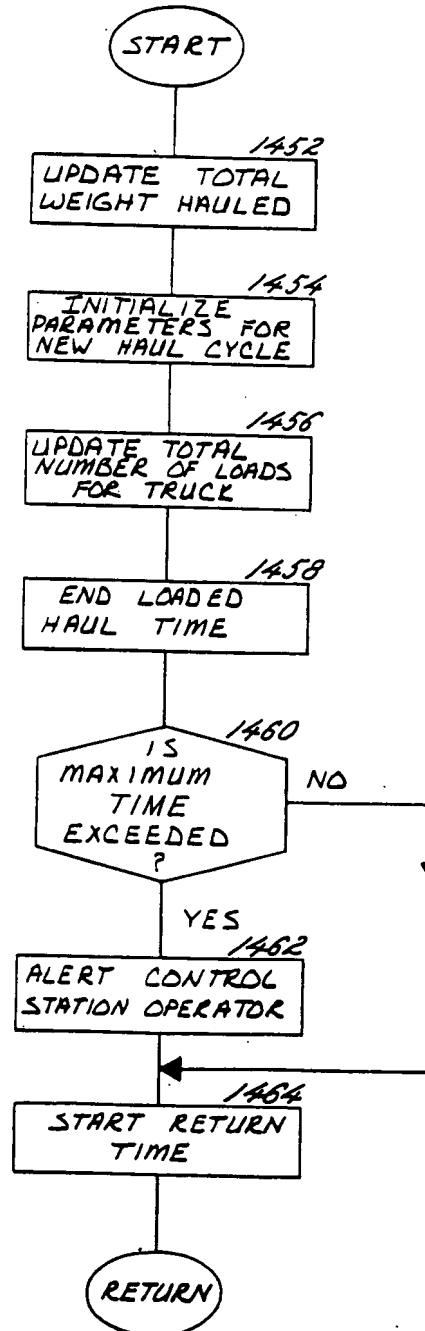 START
1452
UPDATE TOTAL
WEIGHT HAULED
1454
INITIALIZE
PARAMETERS FOR
NEW HAUL CYCLE
1456
UPDATE TOTAL
NUMBER OF LOADS
FOR TRUCK
1458
END LOADED
HAUL TIME
1460
IS
MAXIMUM
TIME
EXCEEDED
?
NO
YES
1462
ALERT CONTROL
STATION OPERATOR
1464
START RETURN
TIME
RETURN